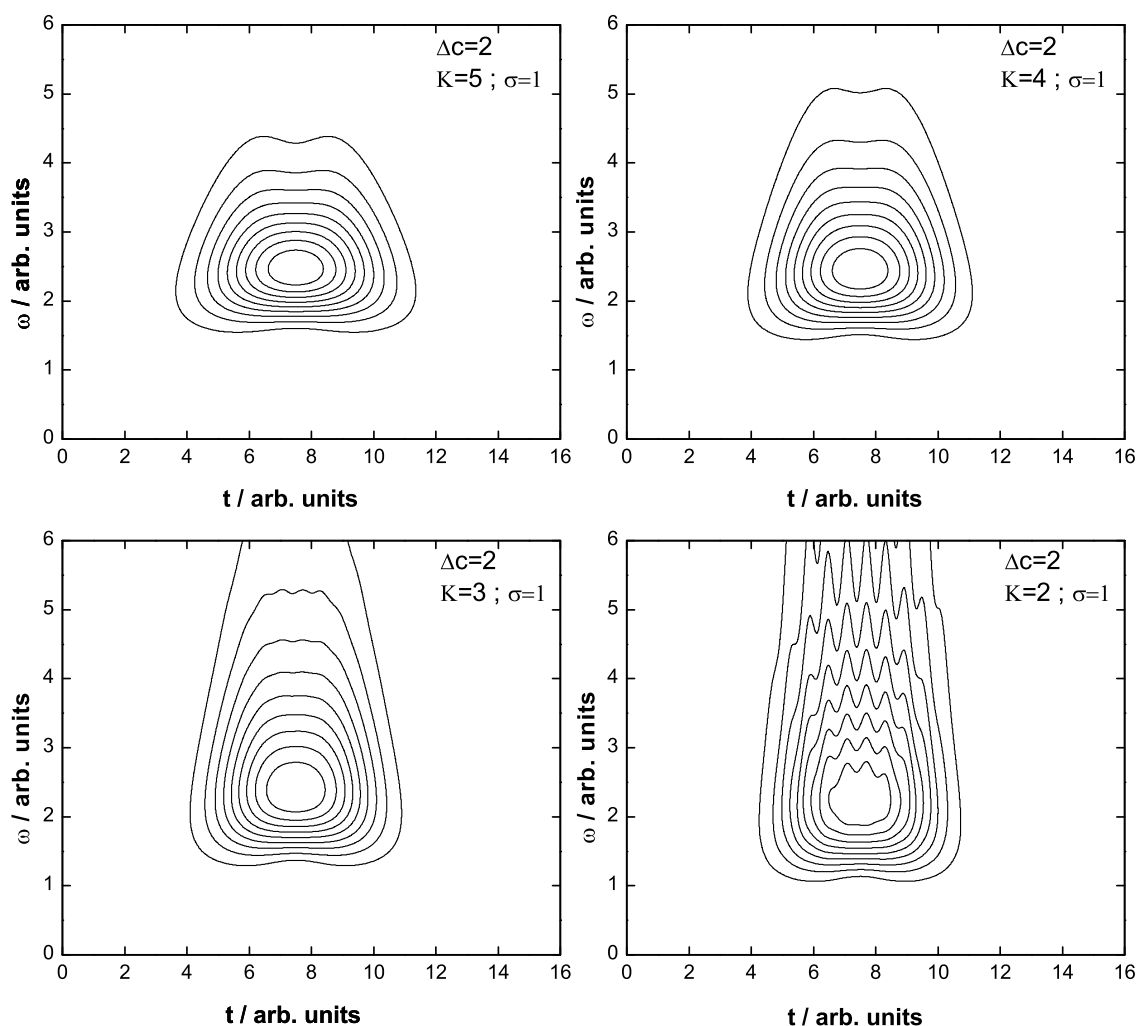 6
5
4
3
2
1
0
ω / arb. units
Δc=2
K=5 ; σ=1
0 2 4 6 8 10 12 14 16
t / arb. units
6
5
4
3
2
1
0
ω / arb. units
Δc=2
K=4 ; σ=1
0 2 4 6 8 10 12 14 16
t / arb. units
6
5
4
3
2
1
0
ω / arb. units
Δc=2
K=3 ; σ=1
0 2 4 6 8 10 12 14 16
t / arb. units
6
5
4
3
2
1
0
ω / arb. units
Δc=2
K=2 ; σ=1
0 2 4 6 8 10 12 14 16
t / arb. units